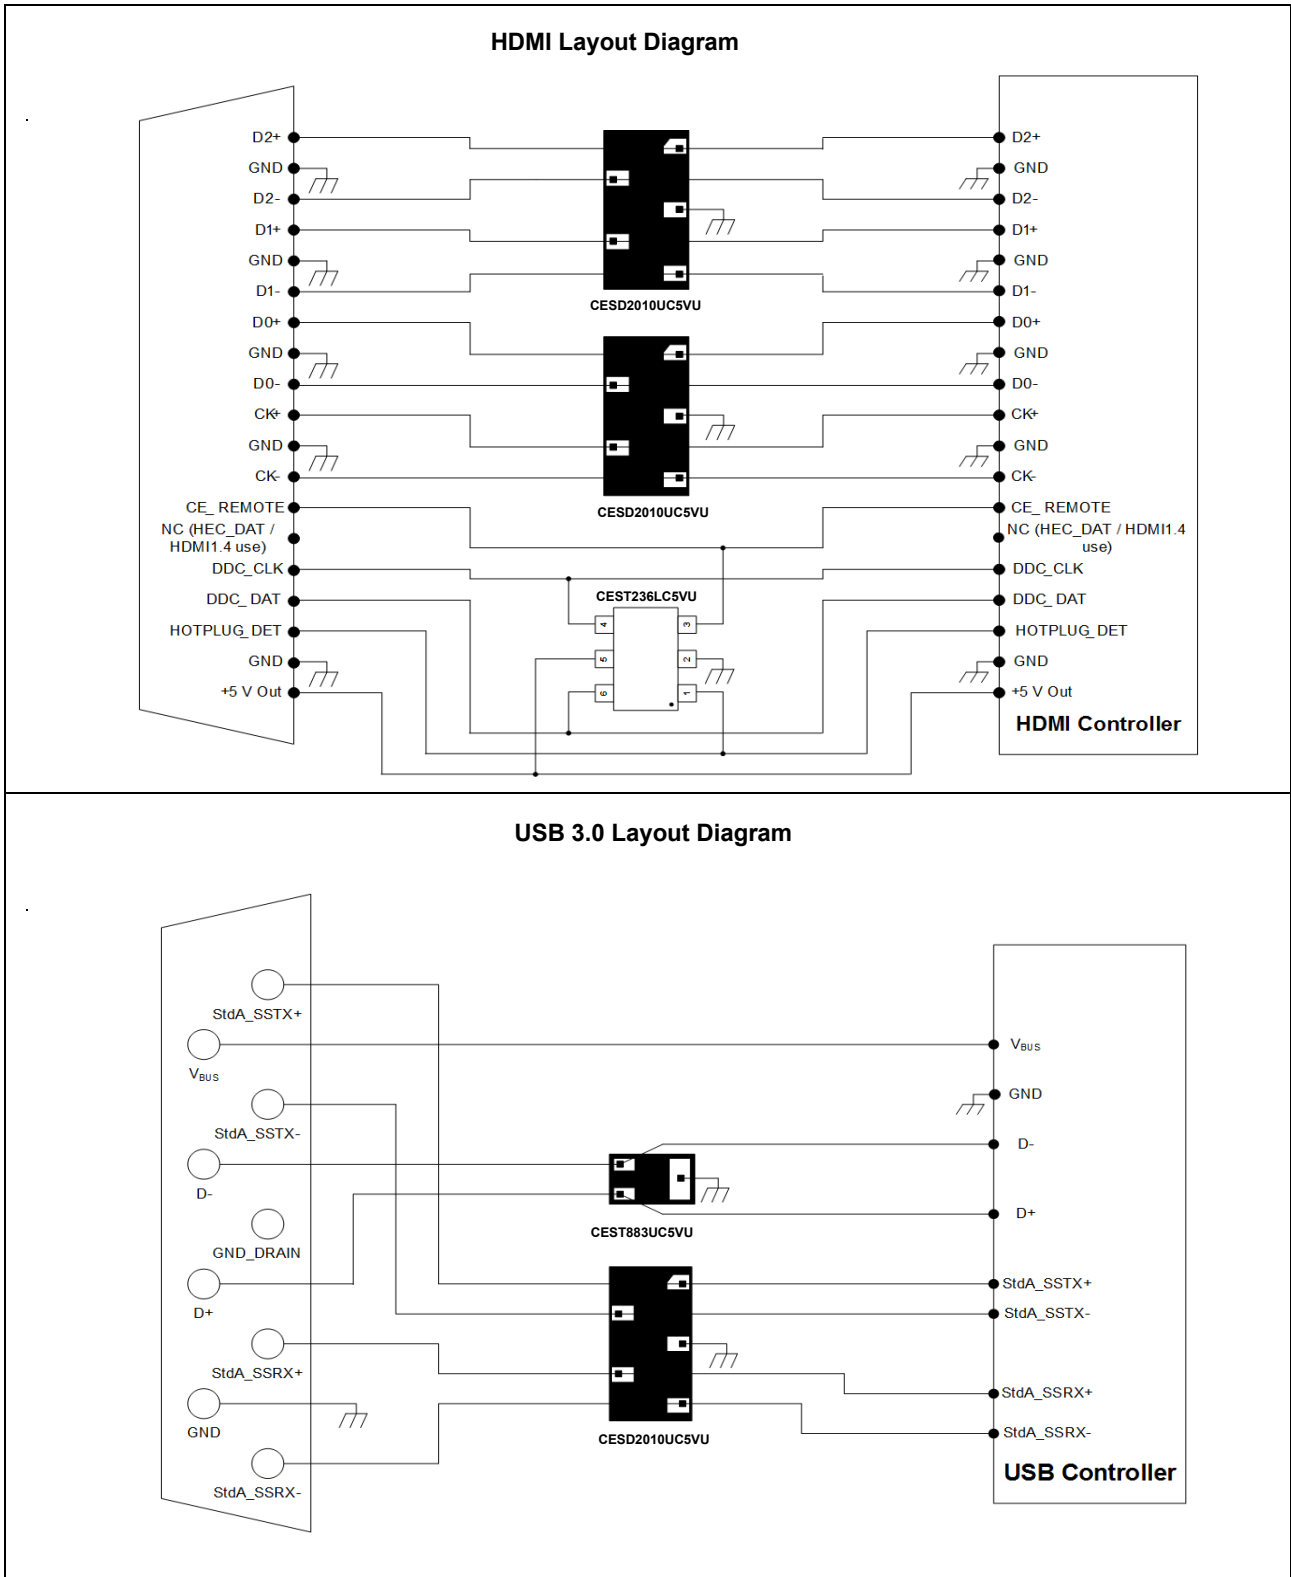 HDMI Layout Diagram
D2+
GND
D2-
D1+
GND
D1-
D0+
GND
D0-
CK+
GND
CK-
CE_ REMOTE
NC (HEC_DAT /
HDMI1.4 use)
DDC_CLK
DDC_ DAT
HOTPLUG_DET
GND
+5 V Out
CESD2010UC5VU
CESD2010UC5VU
CEST236LC5VU
4
5
6
3
2
1
D2+
GND
D2-
D1+
GND
D1-
D0+
GND
D0-
CK+
GND
CK-
CE_ REMOTE
NC (HEC_DAT / HDMI1.4
use)
DDC_CLK
DDC_ DAT
HOTPLUG_DET
GND
+5 V Out
HDMI Controller
USB 3.0 Layout Diagram
StdA_SSTX+
VBUS
StdA_SSTX-
D-
GND_DRAIN
D+
StdA_SSRX+
GND
StdA_SSRX-
CEST883UC5VU
CESD2010UC5VU
VBUS
GND
D-
D+
StdA_SSTX+
StdA_SSTX-
StdA_SSRX+
StdA_SSRX-
USB Controller